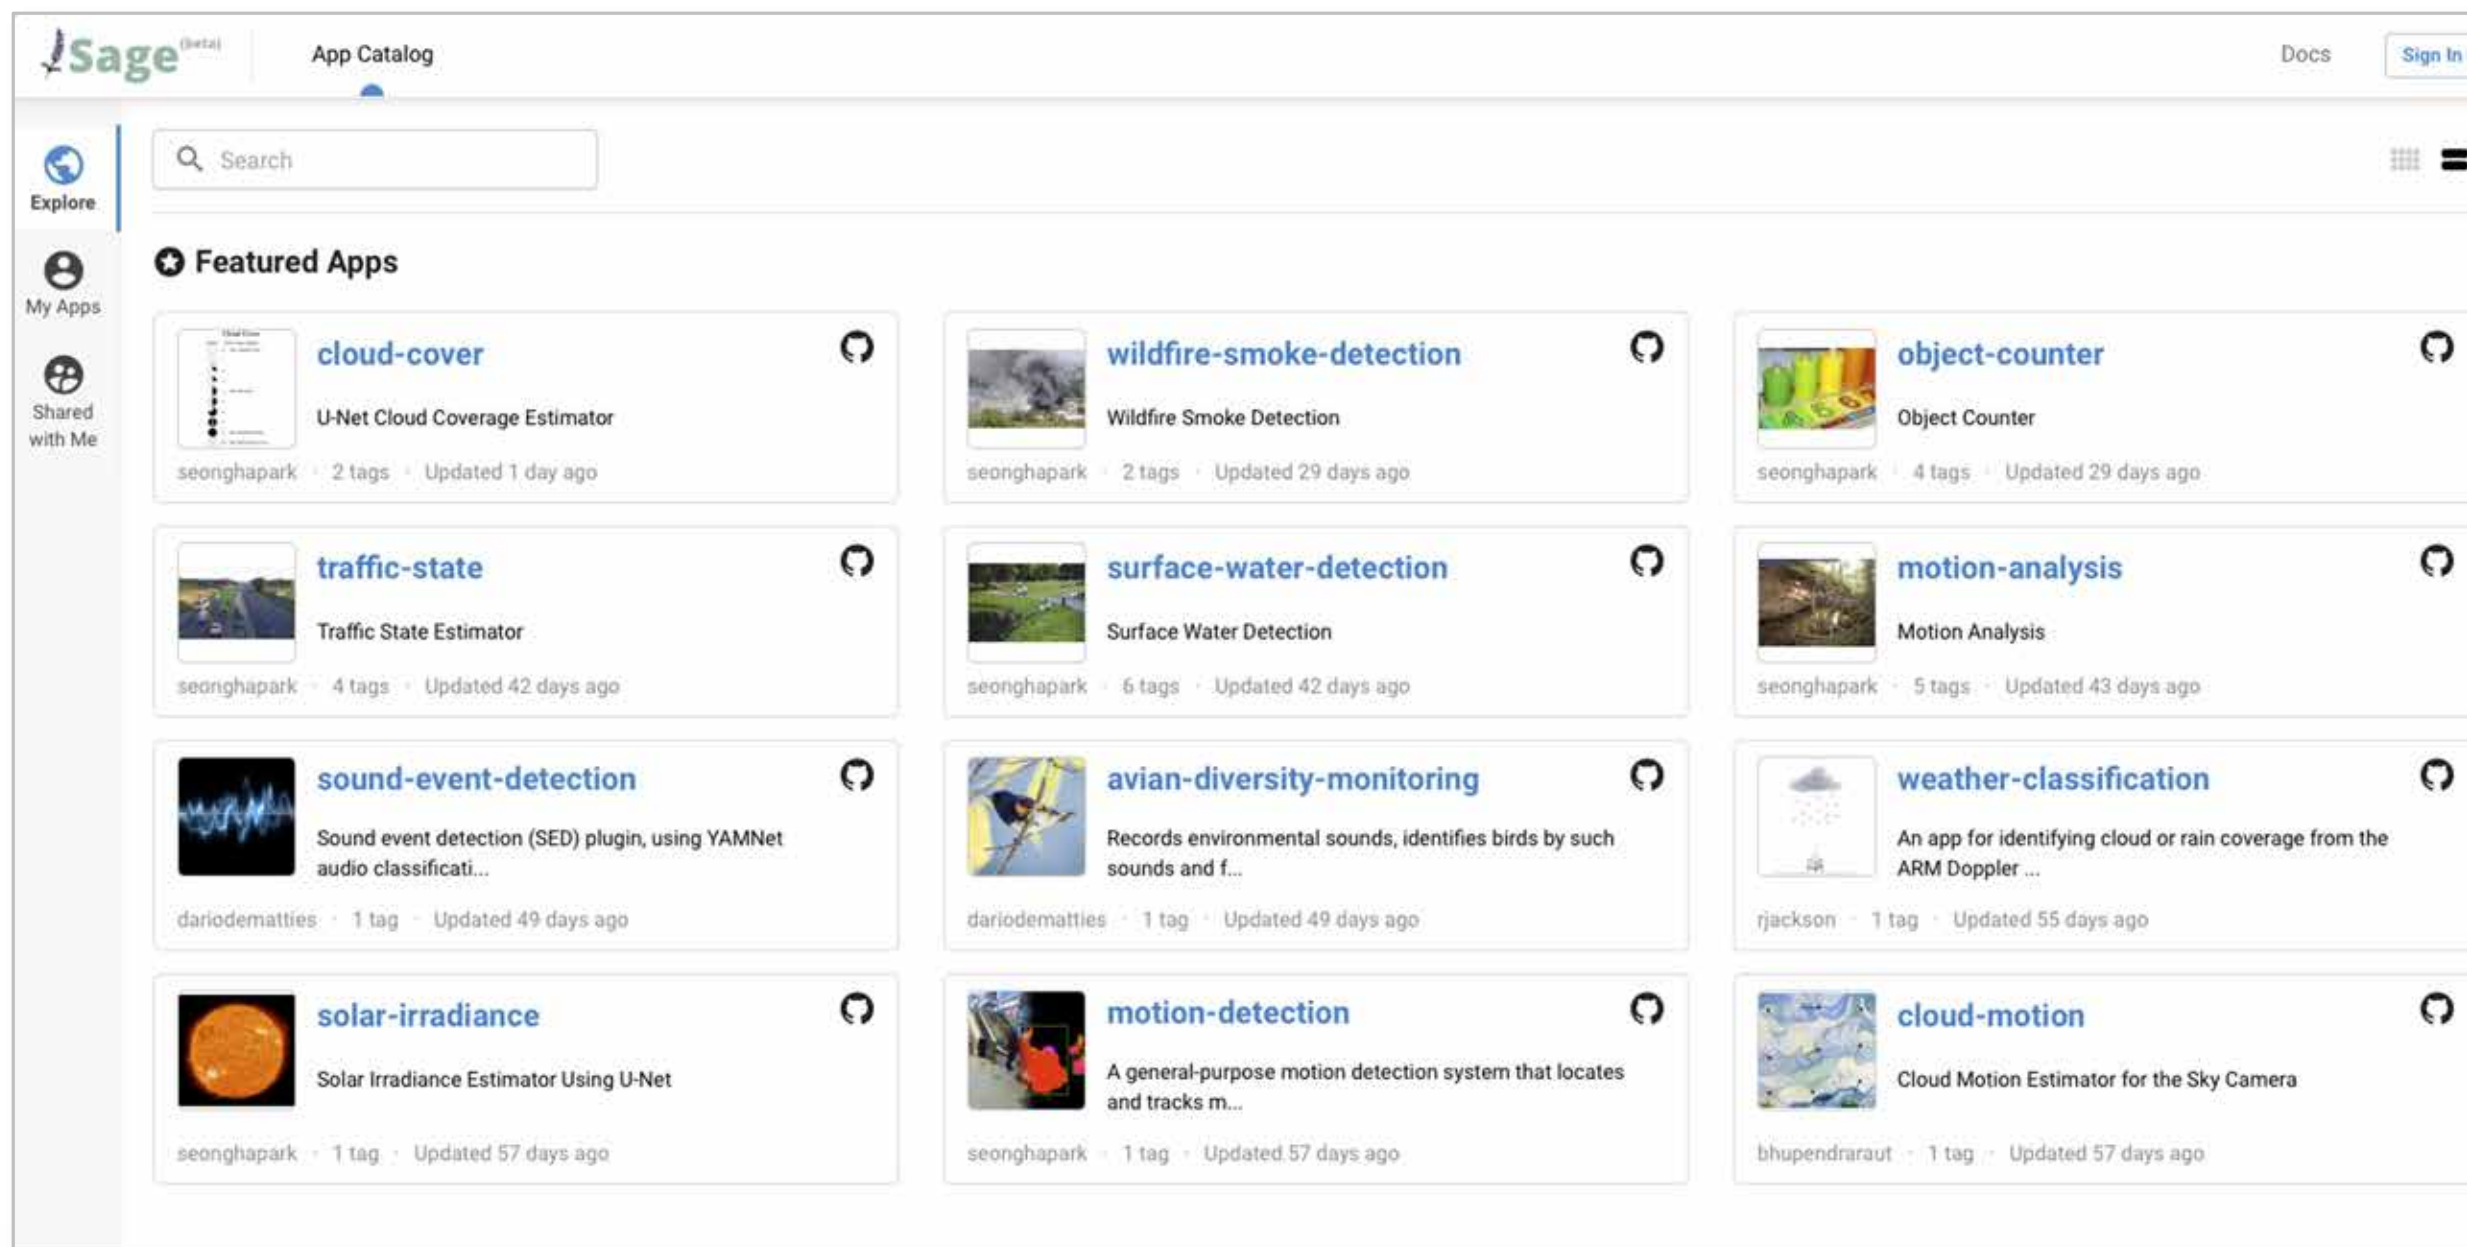 Sage (beta)
App Catalog
Docs
Sign In
Explore
My Apps
Shared
with Me
Search
Featured Apps
cloud-cover
U-Net Cloud Coverage Estimator
seonghapark · 2 tags · Updated 1 day ago
wildfire-smoke-detection
Wildfire Smoke Detection
seonghapark · 2 tags · Updated 29 days ago
object-counter
Object Counter
seonghapark · 4 tags · Updated 29 days ago
traffic-state
Traffic State Estimator
seonghapark · 4 tags · Updated 42 days ago
surface-water-detection
Surface Water Detection
seonghapark · 6 tags · Updated 42 days ago
motion-analysis
Motion Analysis
seonghapark · 5 tags · Updated 43 days ago
sound-event-detection
Sound event detection (SED) plugin, using YAMNet
audio classificati...
dariodematties · 1 tag · Updated 49 days ago
avian-diversity-monitoring
Records environmental sounds, identifies birds by such
sounds and f...
dariodematties · 1 tag · Updated 49 days ago
weather-classification
An app for identifying cloud or rain coverage from the
ARM Doppler ...
rjackson · 1 tag · Updated 55 days ago
solar-irradiance
Solar Irradiance Estimator Using U-Net
seonghapark · 1 tag · Updated 57 days ago
motion-detection
A general-purpose motion detection system that locates
and tracks m...
seonghapark · 1 tag · Updated 57 days ago
cloud-motion
Cloud Motion Estimator for the Sky Camera
bhupendraraut · 1 tag · Updated 57 days ago